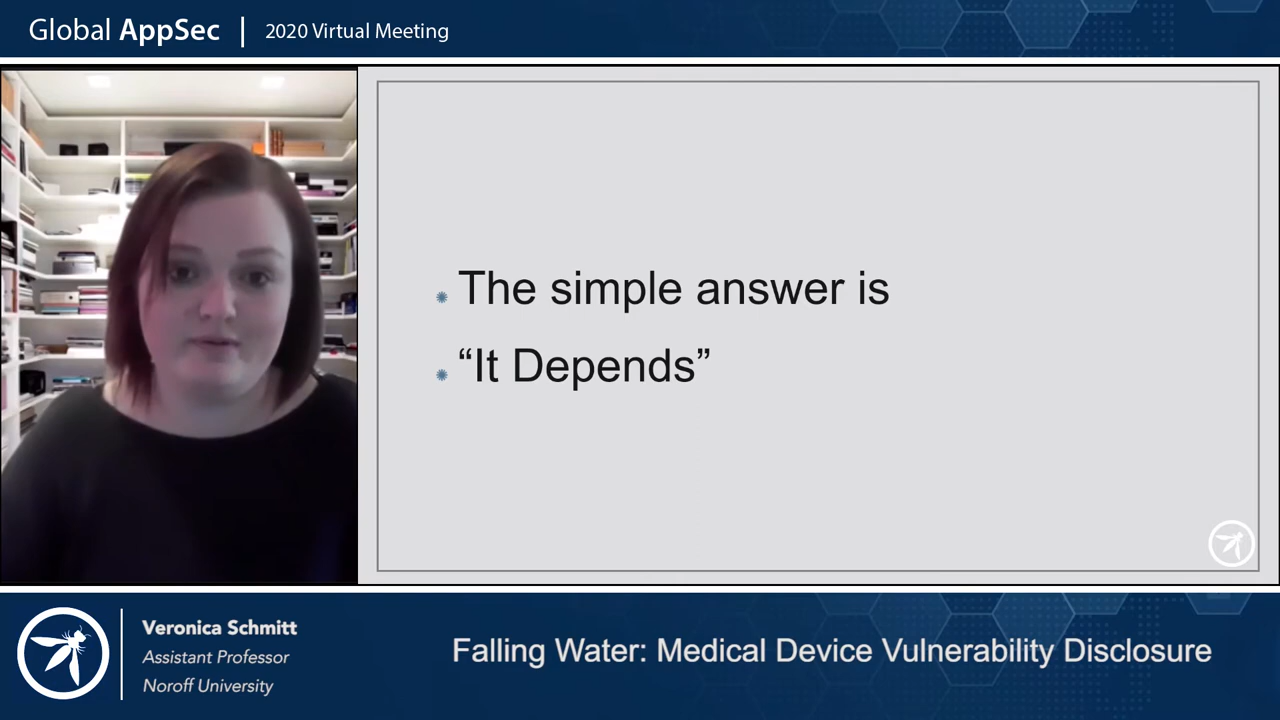 Global AppSec | 2020 Virtual Meeting
The simple answer is
“It Depends”
Veronica Schmitt
Assistant Professor
Noroff University
Falling Water: Medical Device Vulnerability Disclosure